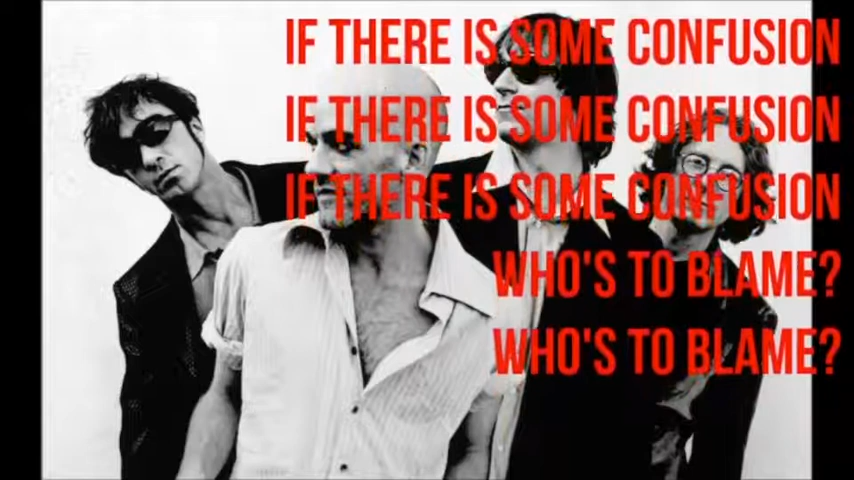 IF THERE IS SOME CONFUSION
IF THERE IS SOME CONFUSION
IF THERE IS SOME CONFUSION
WHO'S TO BLAME?
WHO'S TO BLAME?